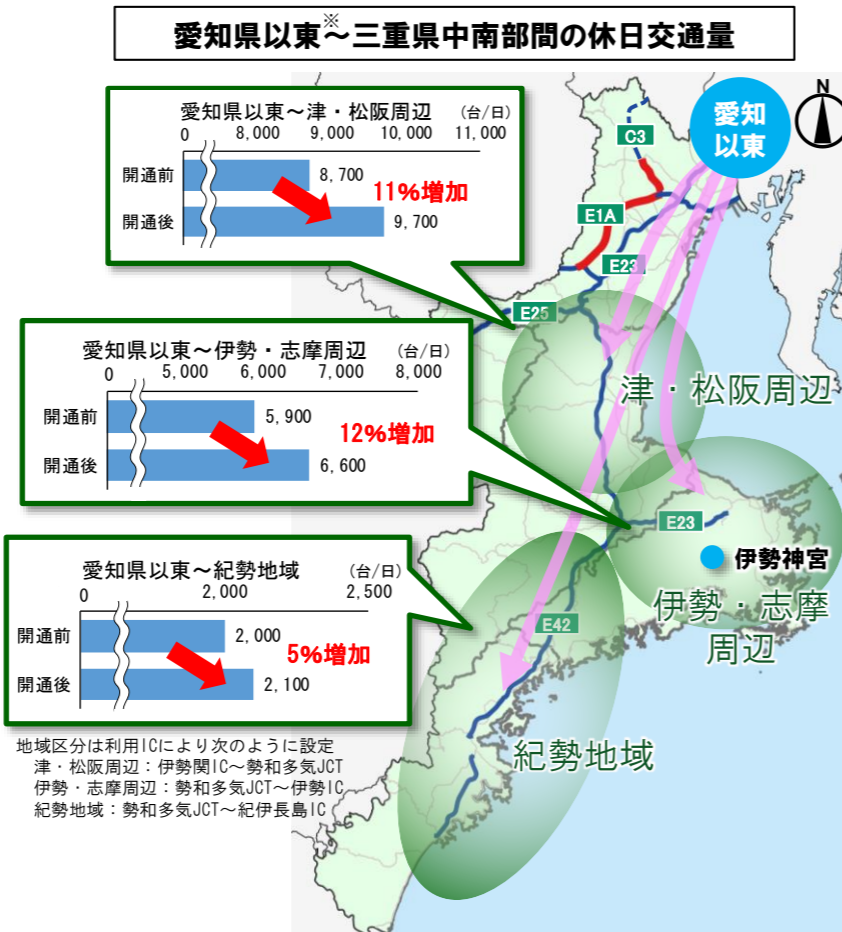 愛知県以東※～三重県中南部間の休日交通量
愛知県以東～津・松阪周辺 (台/日)
0 8,000 9,000 10,000 11,000
開通前 8,700
11%増加
開通後 9,700
愛知県以東～伊勢・志摩周辺 (台/日)
0 5,000 6,000 7,000 8,000
開通前 5,900
12%増加
開通後 6,600
愛知県以東～紀勢地域 (台/日)
0 2,000 2,500
開通前 2,000
5%増加
開通後 2,100
地域区分は利用ICにより次のように設定
津・松阪周辺：伊勢関IC～勢和多気JCT
伊勢・志摩周辺：勢和多気JCT～伊勢IC
紀勢地域：勢和多気JCT～紀伊長島IC
愛知
以東
N
C3
E1A
E23
E25
津・松阪周辺
E23
伊勢神宮
伊勢・志摩
周辺
E42
紀勢地域